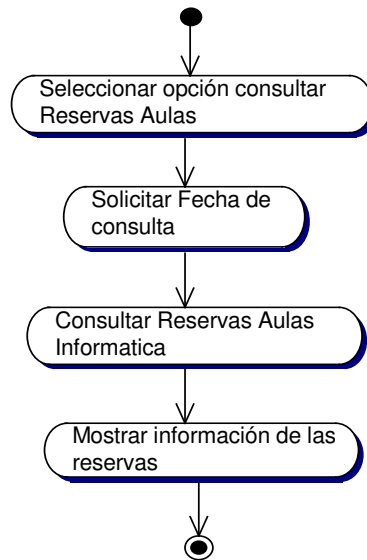 Seleccionar opción consultar
Reservas Aulas
Solicitar Fecha de
consulta
Consultar Reservas Aulas
Informatica
Mostrar información de las
reservas